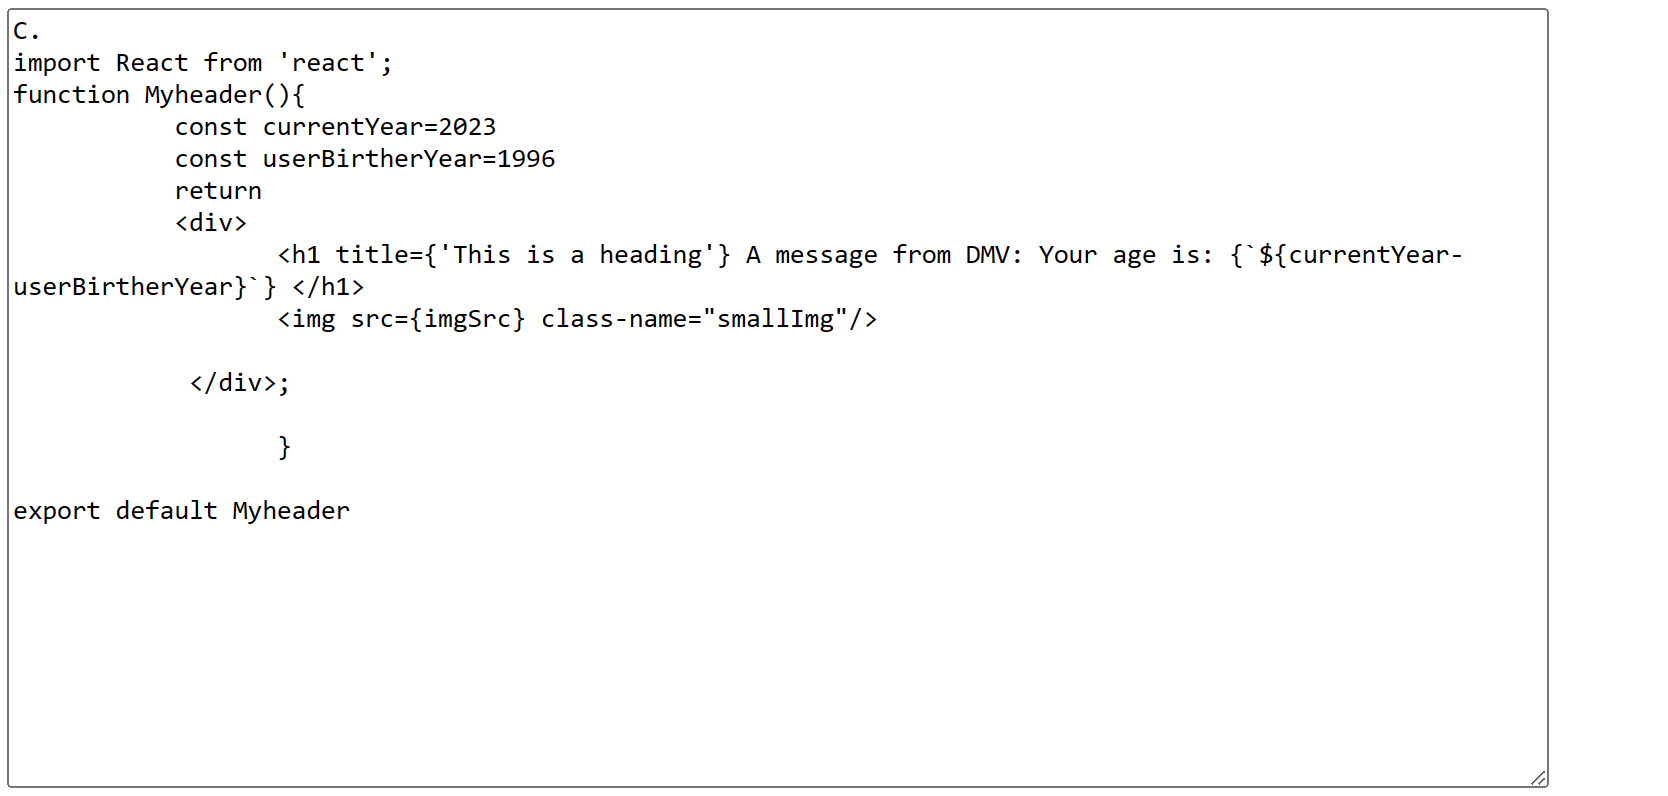 C.
import React from 'react';
function Myheader(){
           const currentYear=2023
           const userBirtherYear=1996
           return
           <div>
                  <h1 title={'This is a heading'} A message from DMV: Your age is: {`${currentYear-
userBirtherYear}`} </h1>
                  <img src={imgSrc} class-name="smallImg"/>

            </div>;

                  }

export default Myheader